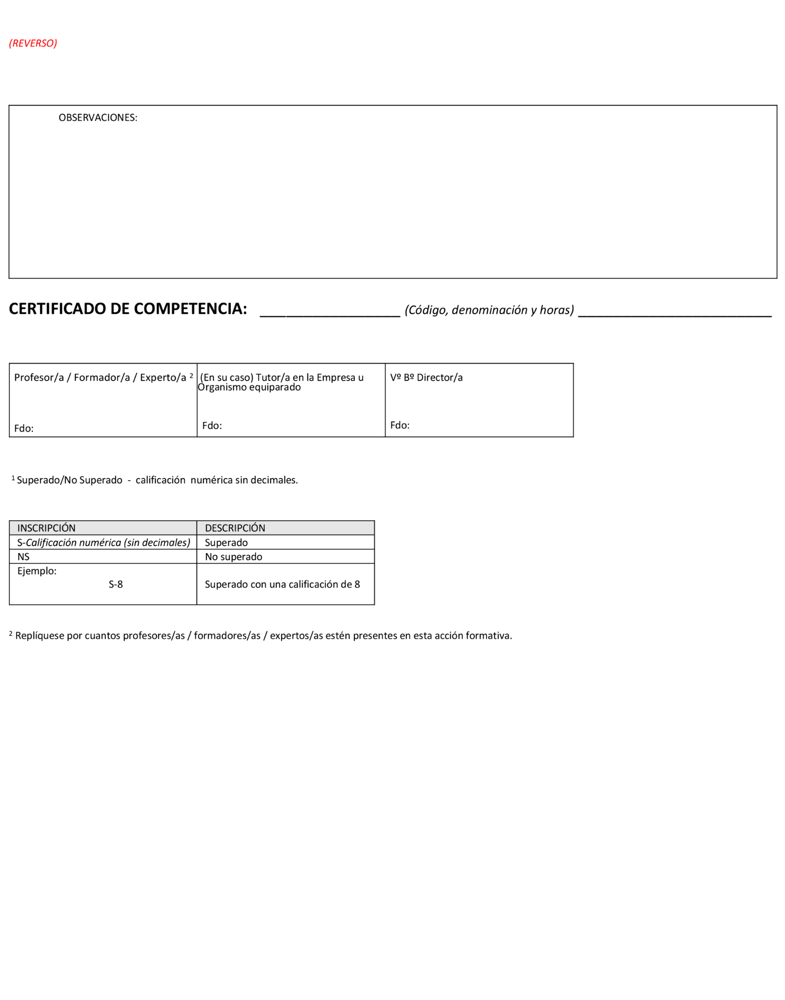 (REVERSO)
OBSERVACIONES:
CERTIFICADO DE COMPETENCIA: ________________ (Código, denominación y horas) ______________________
Profesor/a / Formador/a / Experto/a ²
(En su caso) Tutor/a en la Empresa u
Organismo equiparado
Vº Bº Director/a
Fdo:
Fdo:
Fdo:
¹ Superado/No Superado - calificación numérica sin decimales.
INSCRIPCIÓN DESCRIPCIÓN
S-Calificación numérica (sin decimales) Superado
NS No superado
Ejemplo:
S-8 Superado con una calificación de 8
² Replíquese por cuantos profesores/as / formadores/as / expertos/as estén presentes en esta acción formativa.